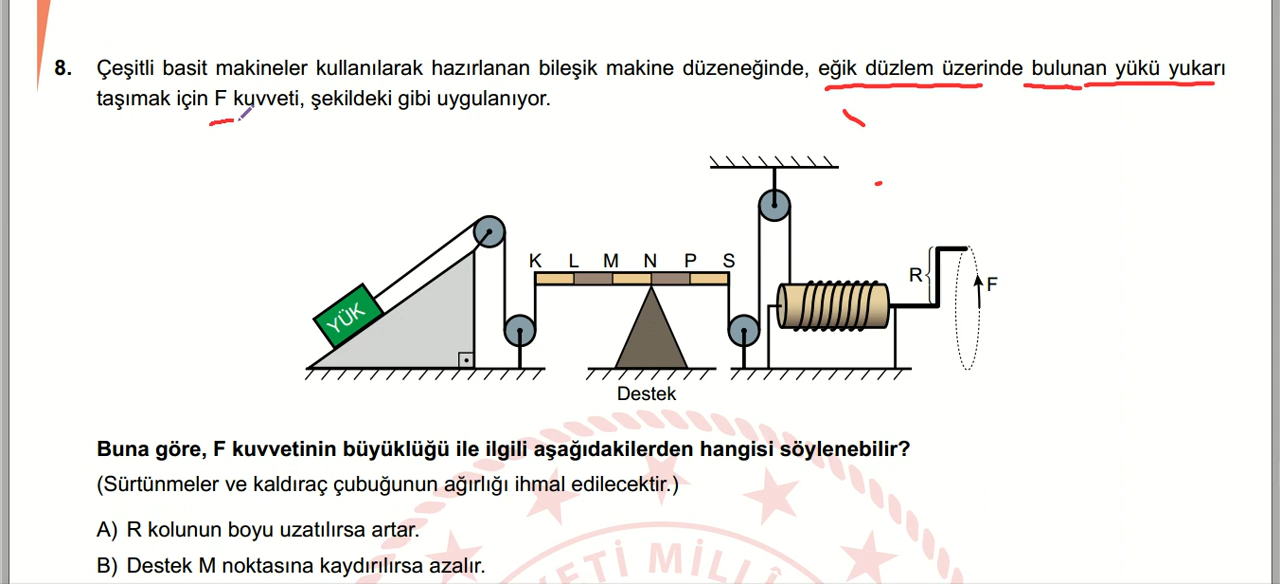 8. Çeşitli basit makineler kullanılarak hazırlanan bileşik makine düzeneğinde, eğik düzlem üzerinde bulunan yükü yukarı
taşımak için F kuvveti, şekildeki gibi uygulanıyor.
K L M N P S
R
F
YÜK
Destek
Buna göre, F kuvvetinin büyüklüğü ile ilgili aşağıdakilerden hangisi söylenebilir?
(Sürtünmeler ve kaldıraç çubuğunun ağırlığı ihmal edilecektir.)
A) R kolunun boyu uzatılırsa artar.
B) Destek M noktasına kaydırılırsa azalır.